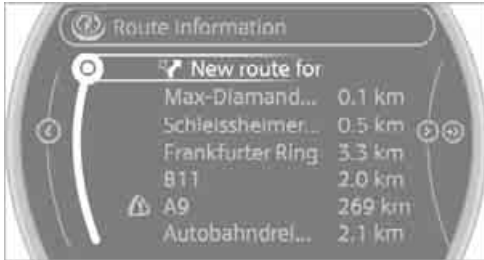 Route Information
New route for
Max-Diamand... 0.1 km
Schleissheimer... 0.5 km
Frankfurter Ring 3.3 km
B11 2.0 km
A9 269 km
Autobahndrei... 2.1 km